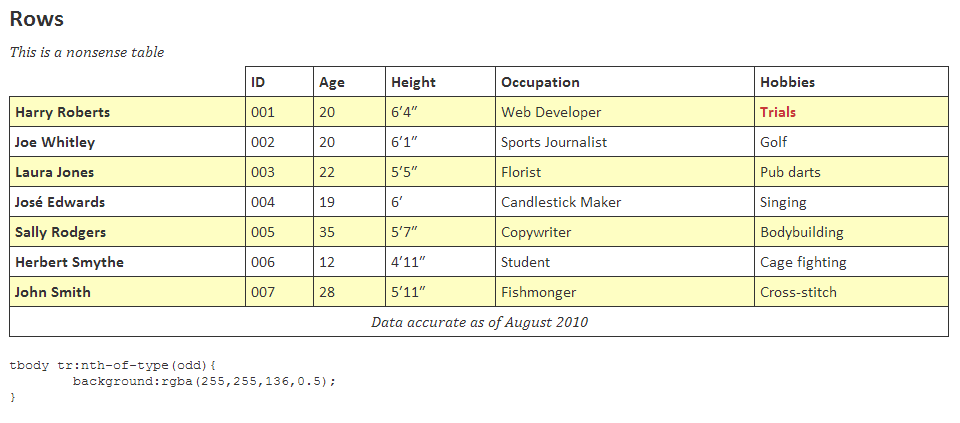 Rows
This is a nonsense table
ID Age Height Occupation Hobbies
Harry Roberts 001 20 6′4″ Web Developer Trials
Joe Whitley 002 20 6′1″ Sports Journalist Golf
Laura Jones 003 22 5′5″ Florist Pub darts
José Edwards 004 19 6′ Candlestick Maker Singing
Sally Rodgers 005 35 5′7″ Copywriter Bodybuilding
Herbert Smythe 006 12 4′11″ Student Cage fighting
John Smith 007 28 5′11″ Fishmonger Cross-stitch
Data accurate as of August 2010
tbody tr:nth-of-type(odd){
background:rgba(255,255,136,0.5);
}